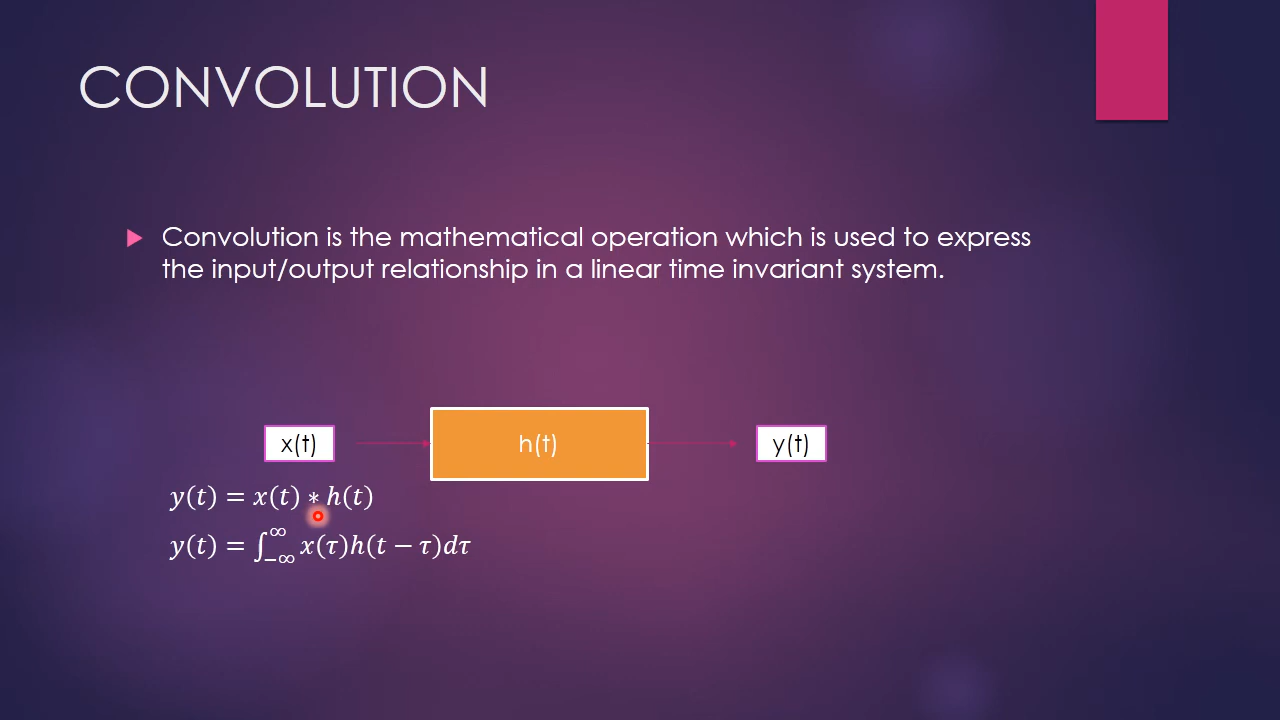 CONVOLUTION
Convolution is the mathematical operation which is used to express
the input/output relationship in a linear time invariant system.
x(t) h(t) y(t)
y(t) = x(t) ∗ h(t)
y(t) = ∫_{−∞}^{∞} x(τ)h(t − τ)dτ